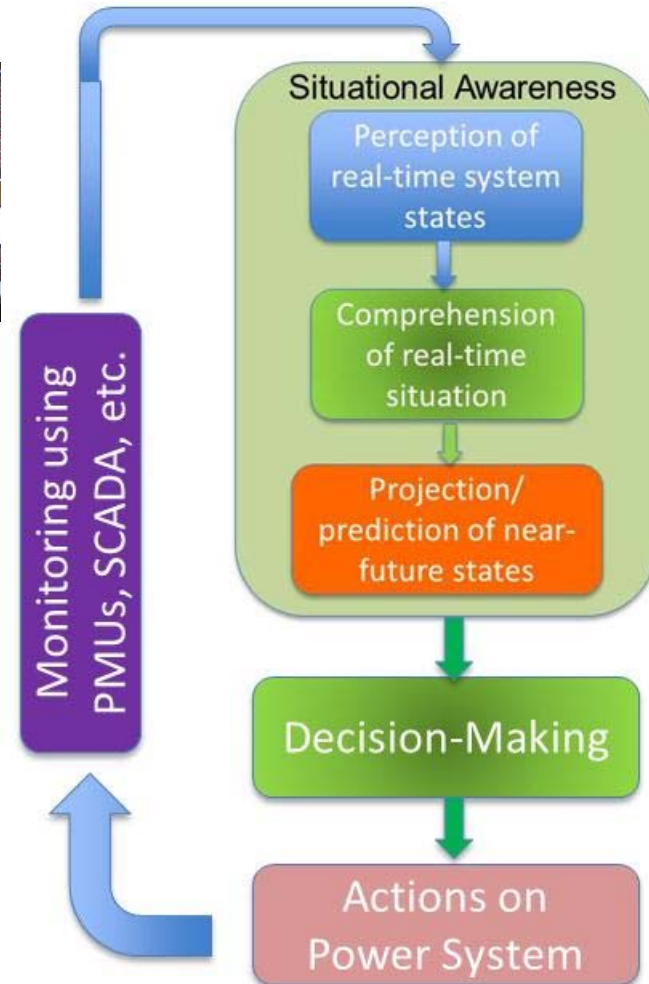 Situational Awareness
Perception of
real-time system
states
Comprehension
of real-time
situation
Projection/
prediction of near-
future states
Decision-Making
Actions on
Power System
Monitoring using
PMUs, SCADA, etc.